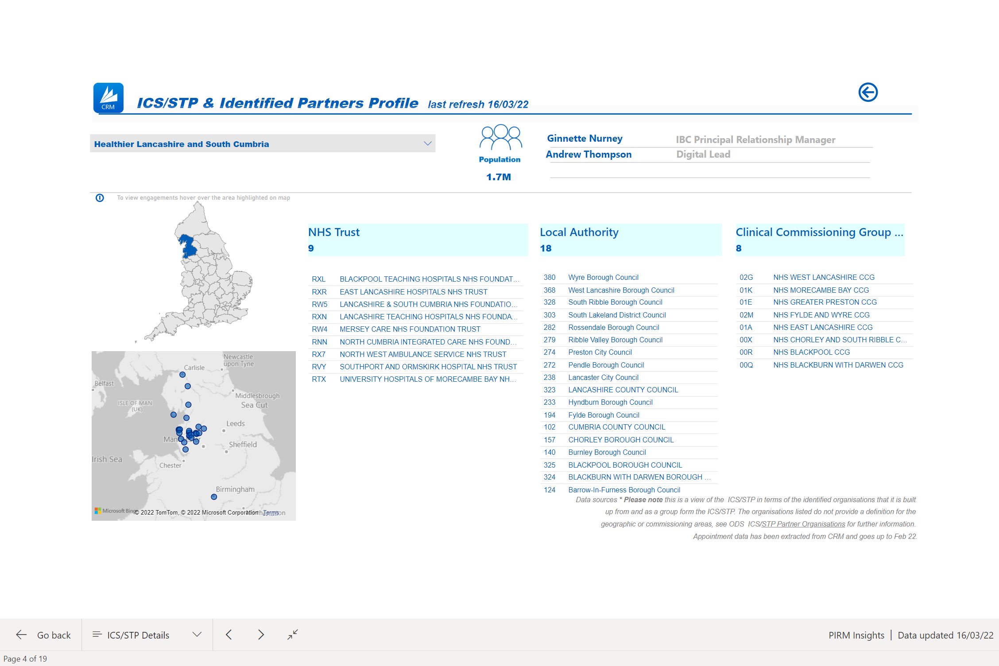 CRM
ICS/STP & Identified Partners Profile last refresh 16/03/22
Healthier Lancashire and South Cumbria
Population
1.7M
Ginnette Nurney IBC Principal Relationship Manager
Andrew Thompson Digital Lead
To view engagements hover over the area highlighted on map
NHS Trust
9
RXL BLACKPOOL TEACHING HOSPITALS NHS FOUNDAT...
RXR EAST LANCASHIRE HOSPITALS NHS TRUST
RW5 LANCASHIRE & SOUTH CUMBRIA NHS FOUNDATIO...
RXN LANCASHIRE TEACHING HOSPITALS NHS FOUNDA...
RW4 MERSEY CARE NHS FOUNDATION TRUST
RNN NORTH CUMBRIA INTEGRATED CARE NHS FOUND...
RX7 NORTH WEST AMBULANCE SERVICE NHS TRUST
RVY SOUTHPORT AND ORMSKIRK HOSPITAL NHS TRUST
RTX UNIVERSITY HOSPITALS OF MORECAMBE BAY NH...
Local Authority
18
380 Wyre Borough Council
368 West Lancashire Borough Council
328 South Ribble Borough Council
303 South Lakeland District Council
282 Rossendale Borough Council
279 Ribble Valley Borough Council
274 Preston City Council
272 Pendle Borough Council
238 Lancaster City Council
323 LANCASHIRE COUNTY COUNCIL
233 Hyndburn Borough Council
194 Fylde Borough Council
102 CUMBRIA COUNTY COUNCIL
157 CHORLEY BOROUGH COUNCIL
140 Burnley Borough Council
325 BLACKPOOL BOROUGH COUNCIL
324 BLACKBURN WITH DARWEN BOROUGH ...
124 Barrow-In-Furness Borough Council
Clinical Commissioning Group ...
8
02G NHS WEST LANCASHIRE CCG
01K NHS MORECAMBE BAY CCG
01E NHS GREATER PRESTON CCG
02M NHS FYLDE AND WYRE CCG
01A NHS EAST LANCASHIRE CCG
00X NHS CHORLEY AND SOUTH RIBBLE C...
00R NHS BLACKPOOL CCG
00Q NHS BLACKBURN WITH DARWEN CCG
Newcastle
upon Tyne
Carlisle
Belfast
Middlesbrough
ISLE OF MAN
(UK)
Sea Cut
Leeds
Sheffield
Irish Sea
Chester
Birmingham
Microsoft Bing
© 2022 TomTom, © 2022 Microsoft Corporation Terms
Data sources * Please note this is a view of the ICS/STP in terms of the identified organisations that it is built
up from and as a group form the ICS/STP. The organisations listed do not provide a definition for the
geographic or commissioning areas, see ODS ICS/STP Partner Organisations for further information.
Appointment data has been extracted from CRM and goes up to Feb 22.
Go back
ICS/STP Details
PIRM Insights | Data updated 16/03/22
Page 4 of 19